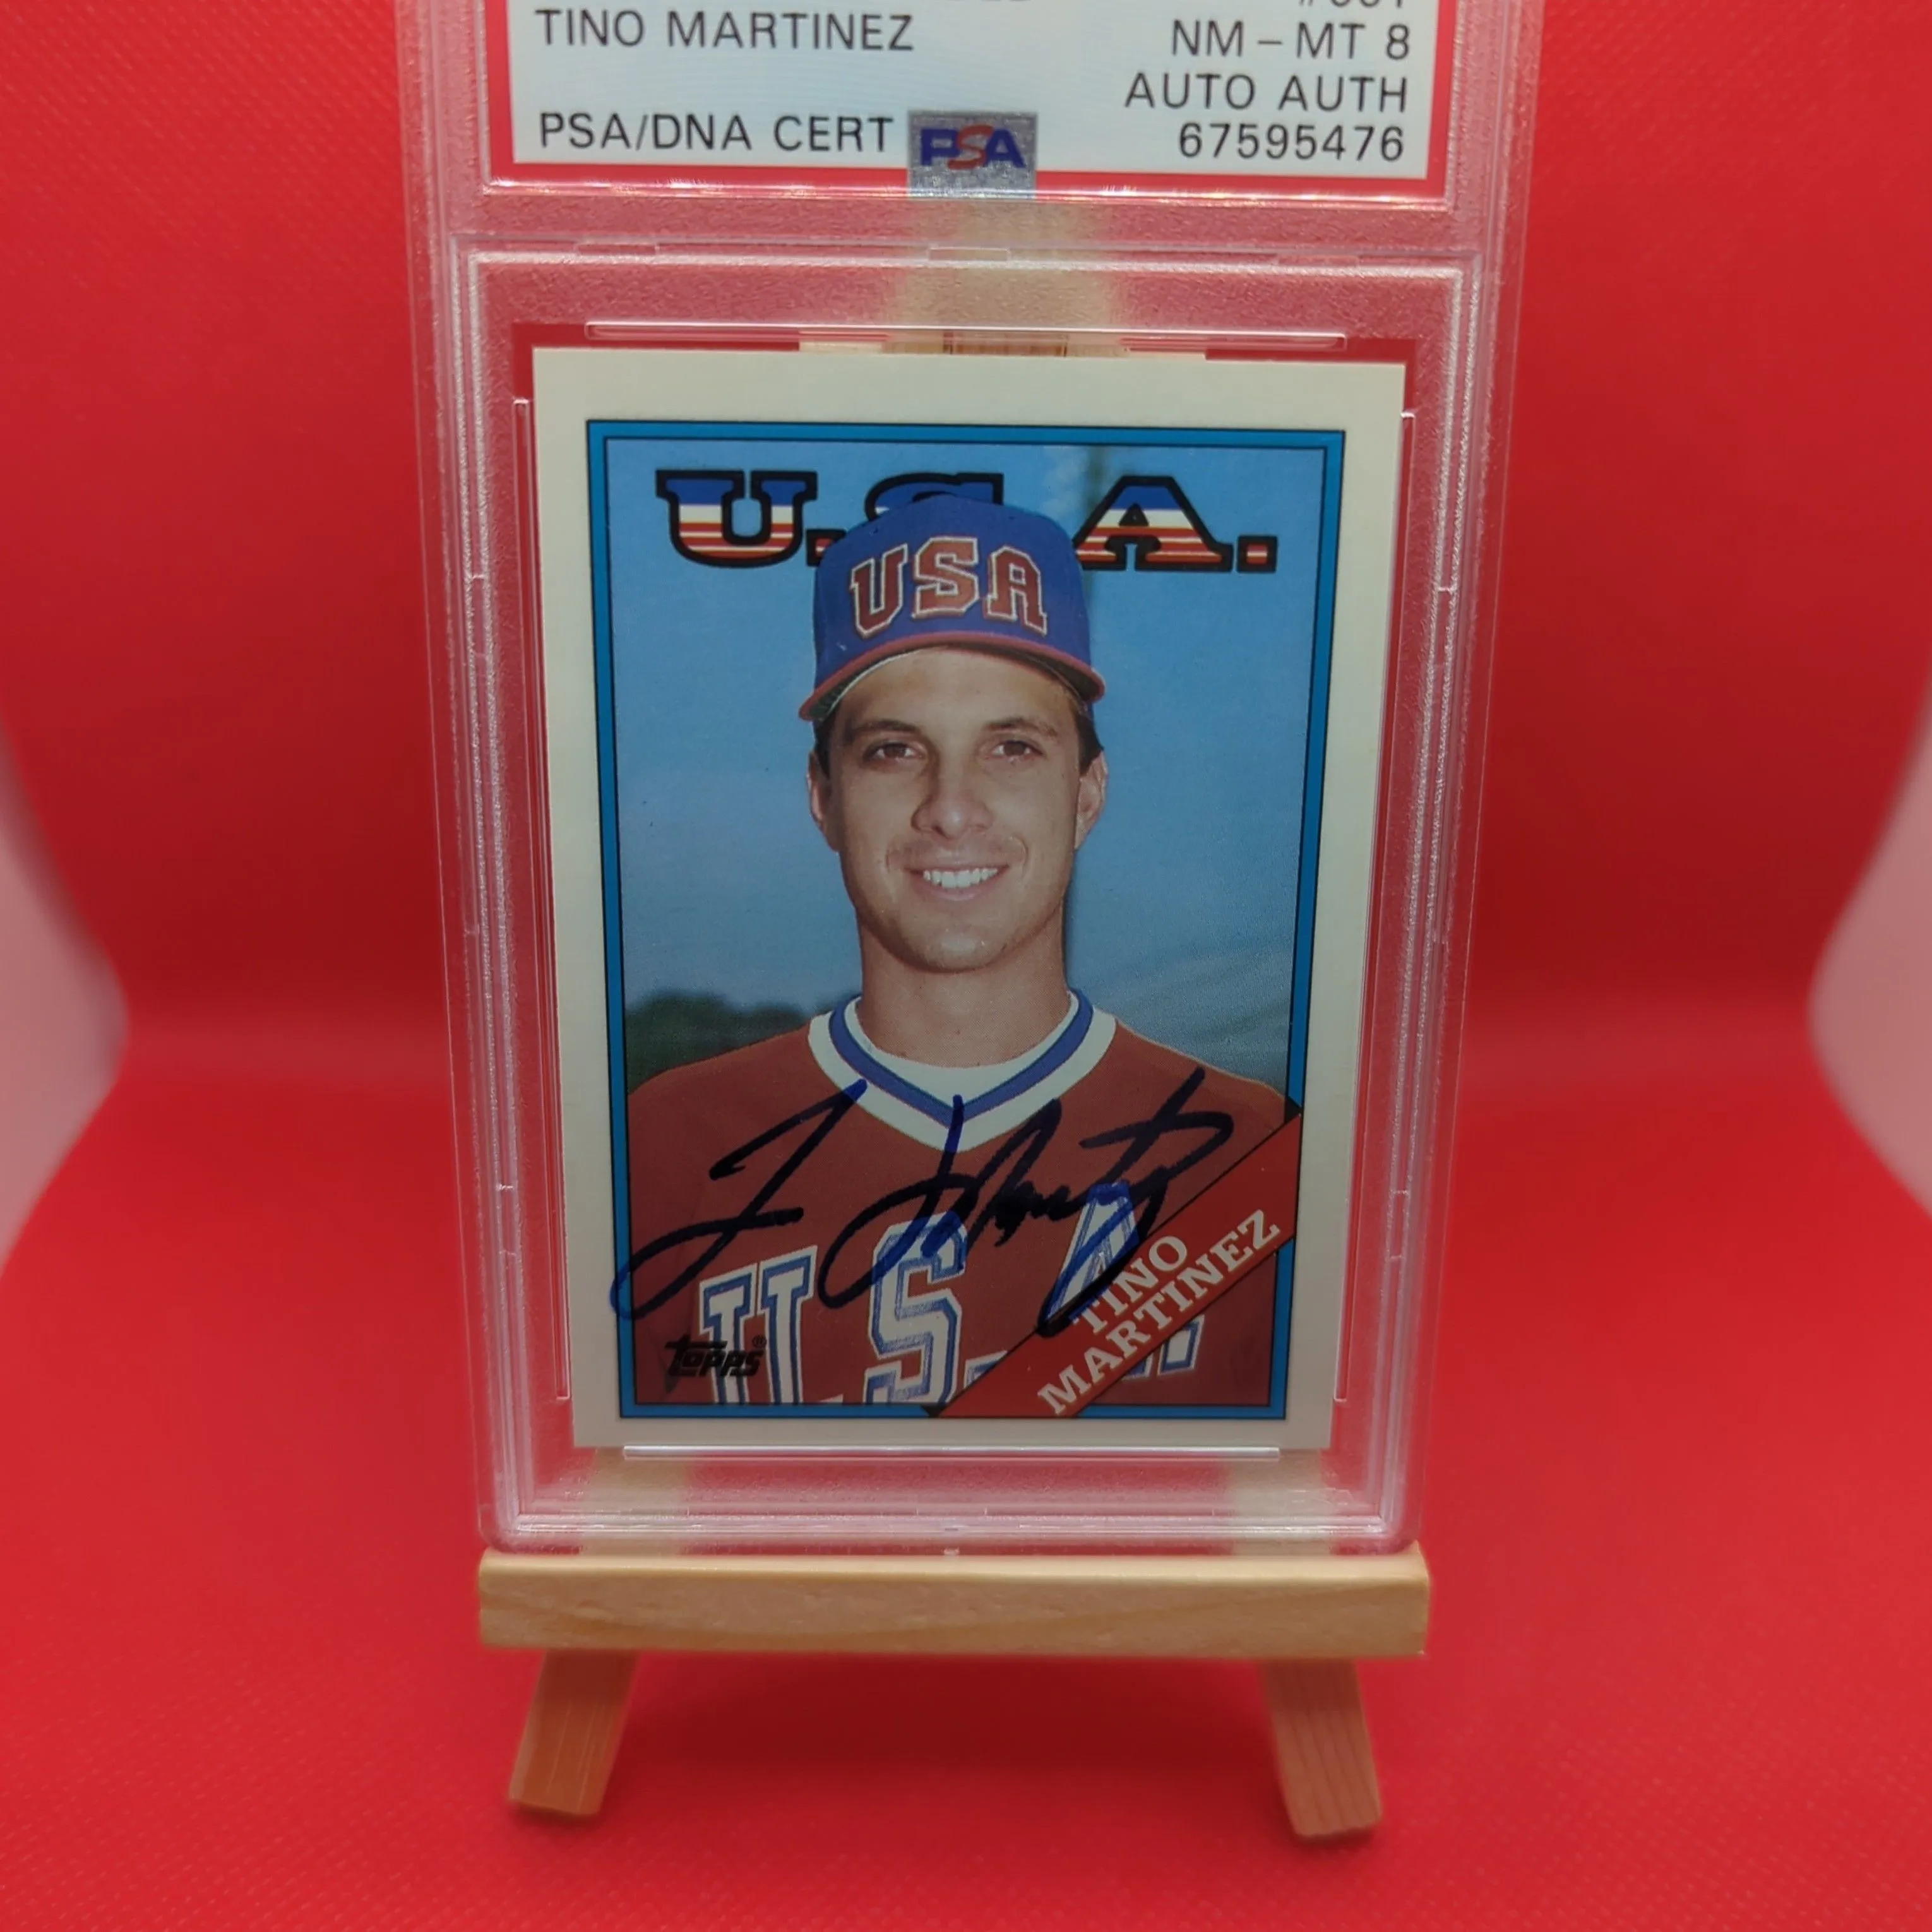 TINO MARTINEZ
NM – MT 8
AUTO AUTH
PSA/DNA CERT
PSA
67595476
U.S.A.
USA
U.S.A.
TOPPS®
TINO
MARTINEZ